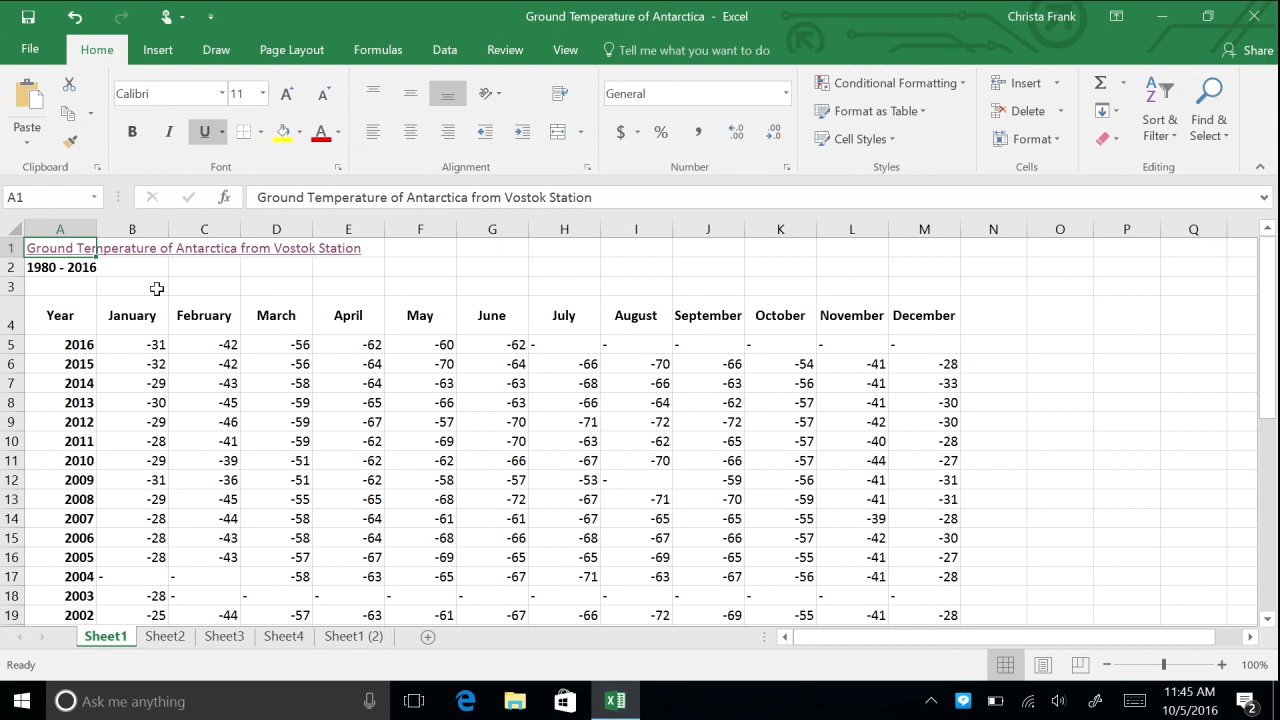 Ground Temperature of Antarctica - Excel
Christa Frank
File Home Insert Draw Page Layout Formulas Data Review View Tell me what you want to do Share
Calibri 11 General Conditional Formatting Insert
Format as Table Delete
Paste B I U A $ % Cell Styles Format Sort & Filter Find & Select
Clipboard Font Alignment Number Styles Cells Editing
A1 fx Ground Temperature of Antarctica from Vostok Station
A B C D E F G H I J K L M N O P Q
1 Ground Temperature of Antarctica from Vostok Station
2 1980 - 2016
3
4 Year January February March April May June July August September October November December
5 2016 -31 -42 -56 -62 -60 -62 - - - - - -
6 2015 -32 -42 -56 -64 -70 -64 -66 -70 -66 -54 -41 -28
7 2014 -29 -43 -58 -64 -63 -63 -68 -66 -63 -56 -41 -33
8 2013 -30 -45 -59 -65 -66 -63 -66 -64 -62 -57 -41 -30
9 2012 -29 -46 -59 -67 -57 -70 -71 -72 -72 -57 -42 -30
10 2011 -28 -41 -59 -62 -69 -70 -63 -62 -65 -57 -40 -28
11 2010 -29 -39 -51 -62 -62 -66 -67 -70 -66 -57 -44 -27
12 2009 -31 -36 -51 -62 -58 -57 -53 - -59 -56 -41 -31
13 2008 -29 -45 -55 -65 -68 -72 -67 -71 -70 -59 -41 -31
14 2007 -28 -44 -58 -64 -61 -61 -67 -65 -65 -55 -39 -28
15 2006 -28 -43 -58 -64 -68 -66 -68 -67 -66 -57 -42 -30
16 2005 -28 -43 -57 -67 -69 -65 -65 -69 -65 -55 -41 -27
17 2004 - - -58 -63 -65 -67 -71 -63 -67 -56 -41 -28
18 2003 -28 - - - - - - - - - - -
19 2002 -25 -44 -57 -63 -61 -67 -66 -72 -69 -55 -41 -28
Sheet1 Sheet2 Sheet3 Sheet4 Sheet1 (2)
Ready 100%
Ask me anything
11:45 AM
10/5/2016
2